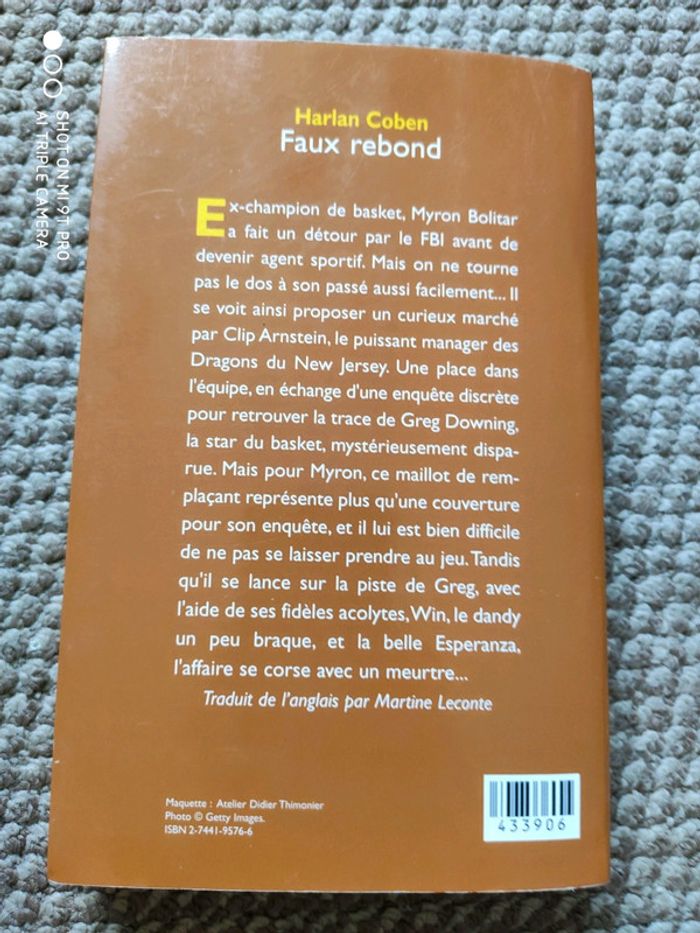 SHOT ON MI 9T PRO
AI TRIPLE CAMERA
Harlan Coben
Faux rebond
Ex-champion de basket, Myron Bolitar
a fait un détour par le FBI avant de
devenir agent sportif. Mais on ne tourne
pas le dos à son passé aussi facilement... Il
se voit ainsi proposer un curieux marché
par Clip Arnstein, le puissant manager des
Dragons du New Jersey. Une place dans
l'équipe, en échange d'une enquête discrète
pour retrouver la trace de Greg Downing,
la star du basket, mystérieusement dispa-
rue. Mais pour Myron, ce maillot de rem-
plaçant représente plus qu'une couverture
pour son enquête, et il lui est bien difficile
de ne pas se laisser prendre au jeu. Tandis
qu'il se lance sur la piste de Greg, avec
l'aide de ses fidèles acolytes, Win, le dandy
un peu braque, et la belle Esperanza,
l'affaire se corse avec un meurtre...
Traduit de l'anglais par Martine Leconte
Maquette : Atelier Didier Thimonier
Photo © Getty Images.
ISBN 2-7441-9576-6
433906